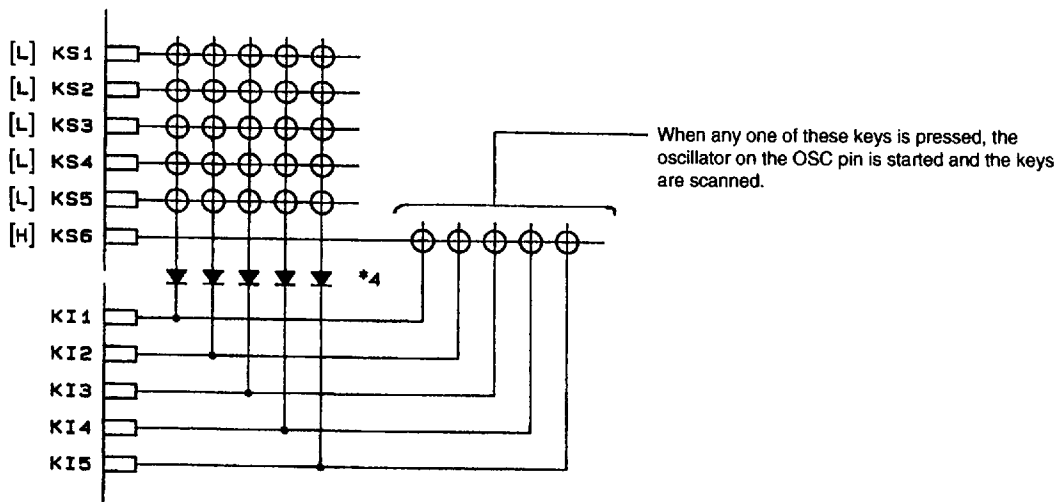 [L] KS1
[L] KS2
[L] KS3
[L] KS4
[L] KS5
[H] KS6
When any one of these keys is pressed, the
oscillator on the OSC pin is started and the keys
are scanned.
*4
KI1
KI2
KI3
KI4
KI5